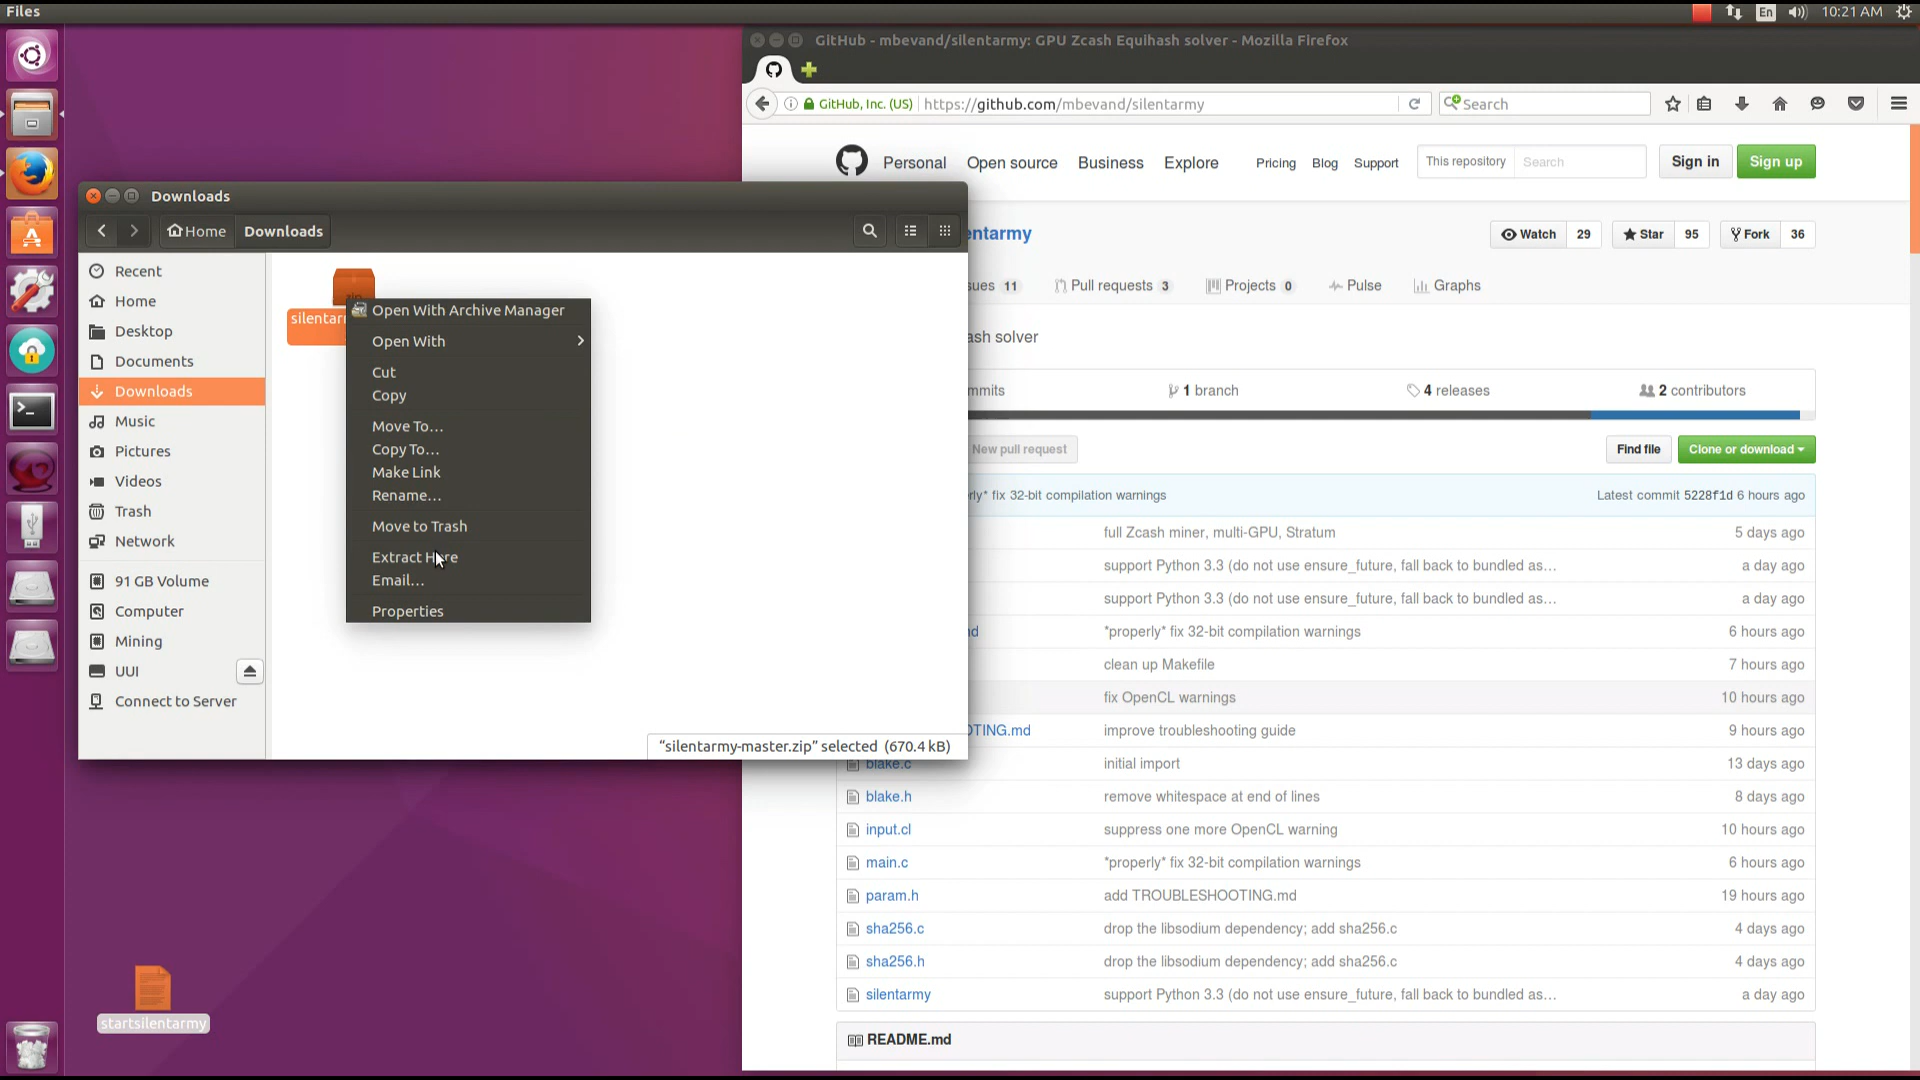 Files
En
10:21 AM
GitHub - mbevand/silentarmy: GPU Zcash Equihash solver - Mozilla Firefox
GitHub, Inc. (US)
https://github.com/mbevand/silentarmy
Search
Personal
Open source
Business
Explore
Pricing
Blog
Support
This repository
Search
Sign in
Sign up
Downloads
Home
Downloads
Recent
Home
Desktop
Documents
Downloads
Music
Pictures
Videos
Trash
Network
91 GB Volume
Computer
Mining
UUI
Connect to Server
silentar
Open With Archive Manager
Open With
Cut
Copy
Move To…
Copy To…
Make Link
Rename…
Move to Trash
Extract Here
Email…
Properties
“silentarmy-master.zip” selected (670.4 kB)
startsilentarmy
entarmy
Watch 29
Star 95
Fork 36
sues 11
Pull requests 3
Projects 0
Pulse
Graphs
ash solver
mmits
1 branch
4 releases
2 contributors
New pull request
Find file
Clone or download
rly* fix 32-bit compilation warnings
Latest commit 5228f1d 6 hours ago
full Zcash miner, multi-GPU, Stratum 5 days ago
support Python 3.3 (do not use ensure_future, fall back to bundled as… a day ago
support Python 3.3 (do not use ensure_future, fall back to bundled as… a day ago
md *properly* fix 32-bit compilation warnings 6 hours ago
clean up Makefile 7 hours ago
fix OpenCL warnings 10 hours ago
OTING.md improve troubleshooting guide 9 hours ago
blake.c initial import 13 days ago
blake.h remove whitespace at end of lines 8 days ago
input.cl suppress one more OpenCL warning 10 hours ago
main.c *properly* fix 32-bit compilation warnings 6 hours ago
param.h add TROUBLESHOOTING.md 19 hours ago
sha256.c drop the libsodium dependency; add sha256.c 4 days ago
sha256.h drop the libsodium dependency; add sha256.c 4 days ago
silentarmy support Python 3.3 (do not use ensure_future, fall back to bundled as… a day ago
README.md